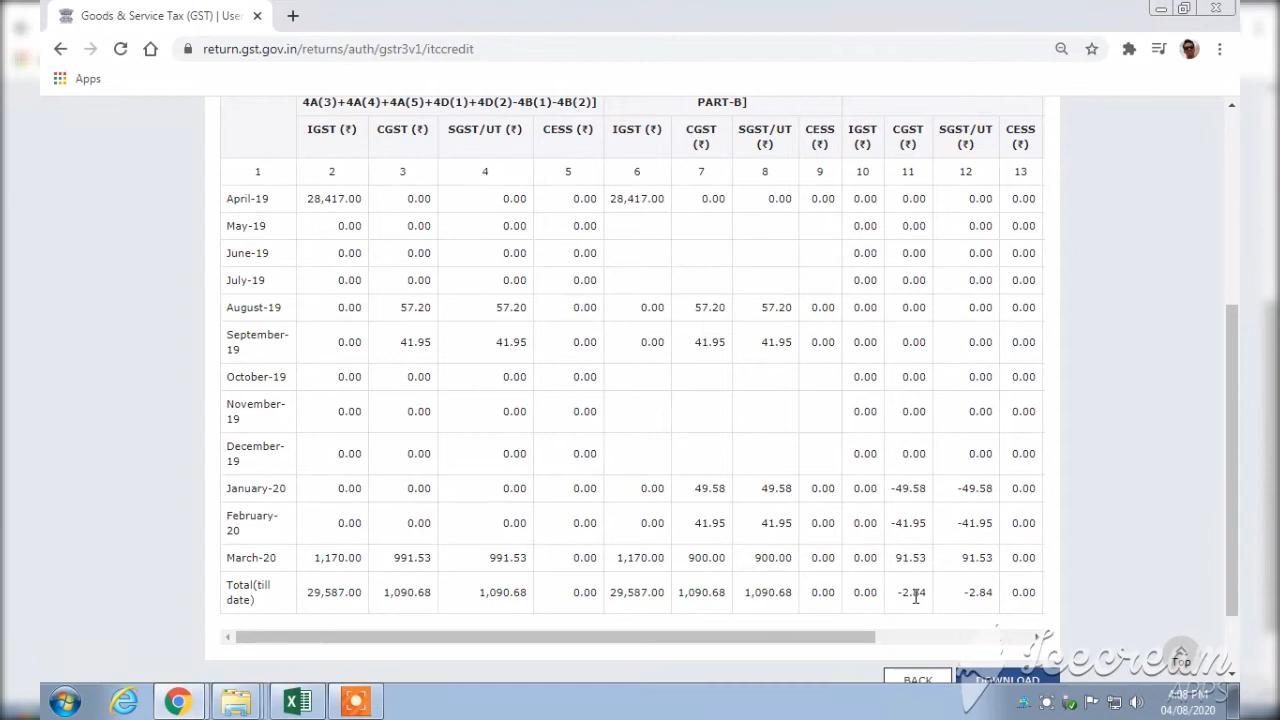 Goods & Service Tax (GST) | User
return.gst.gov.in/returns/auth/gstr3v1/itccredit
Apps
4A(3)+4A(4)+4A(5)+4D(1)+4D(2)-4B(1)-4B(2)] PART-B]
IGST (₹) CGST (₹) SGST/UT (₹) CESS (₹) IGST (₹) CGST (₹) SGST/UT (₹) CESS (₹) IGST (₹) CGST (₹) SGST/UT (₹) CESS (₹)
1 2 3 4 5 6 7 8 9 10 11 12 13
April-19 28,417.00 0.00 0.00 0.00 28,417.00 0.00 0.00 0.00 0.00 0.00 0.00 0.00
May-19 0.00 0.00 0.00 0.00 0.00 0.00 0.00 0.00
June-19 0.00 0.00 0.00 0.00 0.00 0.00 0.00 0.00
July-19 0.00 0.00 0.00 0.00 0.00 0.00 0.00 0.00
August-19 0.00 57.20 57.20 0.00 0.00 57.20 57.20 0.00 0.00 0.00 0.00 0.00
September-19 0.00 41.95 41.95 0.00 0.00 41.95 41.95 0.00 0.00 0.00 0.00 0.00
October-19 0.00 0.00 0.00 0.00 0.00 0.00 0.00 0.00
November-19 0.00 0.00 0.00 0.00 0.00 0.00 0.00 0.00
December-19 0.00 0.00 0.00 0.00 0.00 0.00 0.00 0.00
January-20 0.00 0.00 0.00 0.00 0.00 49.58 49.58 0.00 0.00 -49.58 -49.58 0.00
February-20 0.00 0.00 0.00 0.00 0.00 41.95 41.95 0.00 0.00 -41.95 -41.95 0.00
March-20 1,170.00 991.53 991.53 0.00 1,170.00 900.00 900.00 0.00 0.00 91.53 91.53 0.00
Total(till date) 29,587.00 1,090.68 1,090.68 0.00 29,587.00 1,090.68 1,090.68 0.00 0.00 -2.84 -2.84 0.00
Top
BACK DOWNLOAD
Icecream
APPS
4:08 PM
04/08/2020